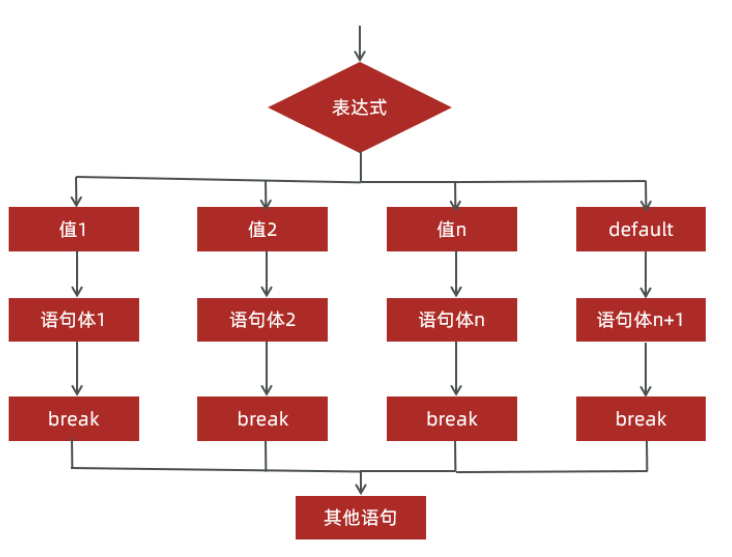 表达式
值1
值2
值n
default
语句体1
语句体2
语句体n
语句体n+1
break
break
break
break
其他语句